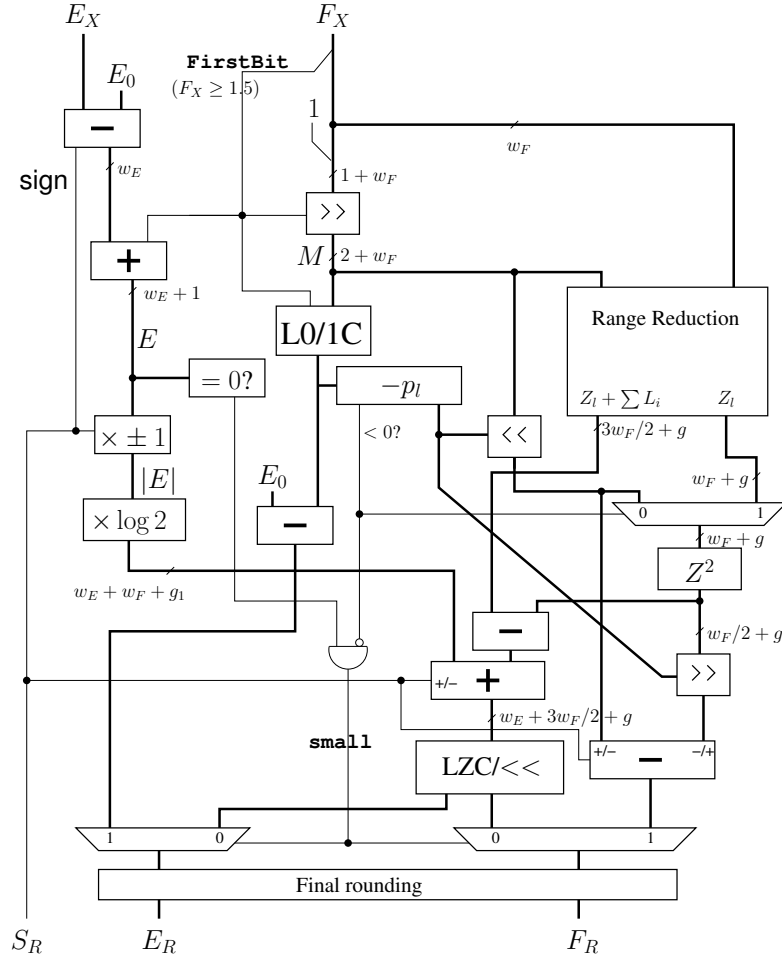 E_X F_X
FirstBit
E_0 (F_X ≥ 1.5)
1
−
w_F
sign w_E
1 + w_F
>>
+ M 2 + w_F
w_E + 1
Range Reduction
L0/1C
E
= 0? −p_l
Z_l + ∑ L_i Z_l
3w_F/2 + g
× ± 1 < 0? <<
|E| E_0 w_F + g
× log 2 − 0 1
w_F + g
w_E + w_F + g_1 Z^2
−
w_F/2 + g
+/− + >>
w_E + 3w_F/2 + g
small +/− − −/+
LZC/<<
1 0 0 1
Final rounding
S_R E_R F_R